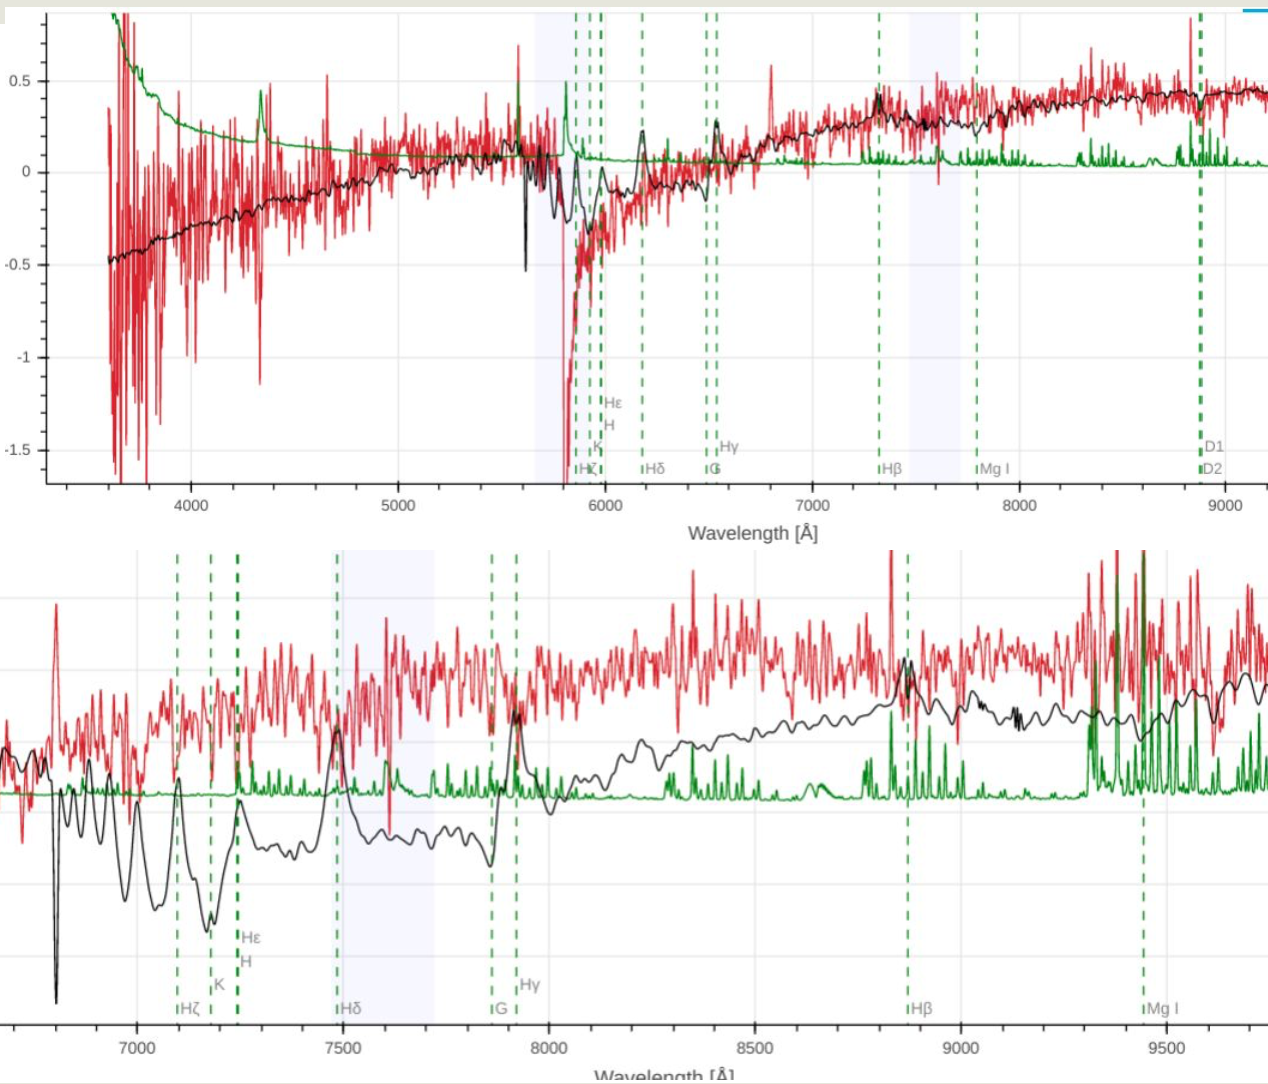 0.5
0
-0.5
-1
-1.5
Hε
H
K
Hγ
D1
Hζ
Hδ
G
Hβ
Mg I
D2
4000 5000 6000 7000 8000 9000
Wavelength [Å]
Hε
H
K
Hγ
Hζ
Hδ
G
Hβ
Mg I
7000 7500 8000 8500 9000 9500
Wavelength [Å]